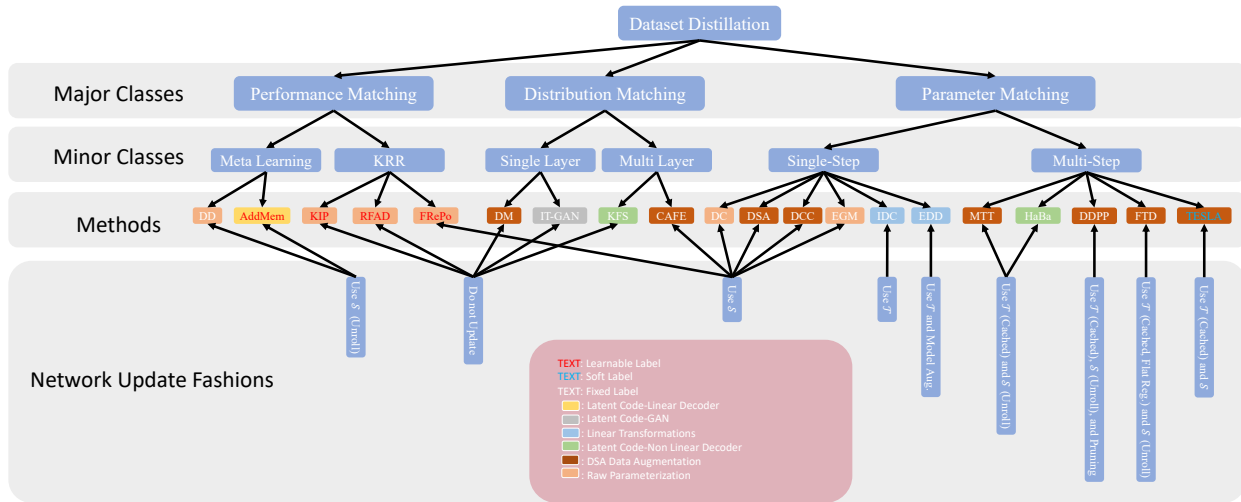 Dataset Distillation
Major Classes
Performance Matching
Distribution Matching
Parameter Matching
Minor Classes
Meta Learning
KRR
Single Layer
Multi Layer
Single-Step
Multi-Step
Methods
DD
AddMem
KIP
RFAD
FRePo
DM
IT-GAN
KFS
CAFE
DC
DSA
DCC
EGM
IDC
EDD
MTT
HaBa
DDPP
FTD
TESLA
Network Update Fashions
Use 𝒮 (Unroll)
Do not Update
Use 𝒮
Use 𝒯
Use 𝒯 and Model Aug.
Use 𝒯 (Cached) and 𝒮 (Unroll)
Use 𝒯 (Cached), 𝒮 (Unroll), and Pruning
Use 𝒯 (Cached, Flat Reg.) and 𝒮 (Unroll)
Use 𝒯 (Cached) and 𝒮
TEXT: Learnable Label
TEXT: Soft Label
TEXT: Fixed Label
: Latent Code-Linear Decoder
: Latent Code-GAN
: Linear Transformations
: Latent Code-Non Linear Decoder
: DSA Data Augmentation
: Raw Parameterization